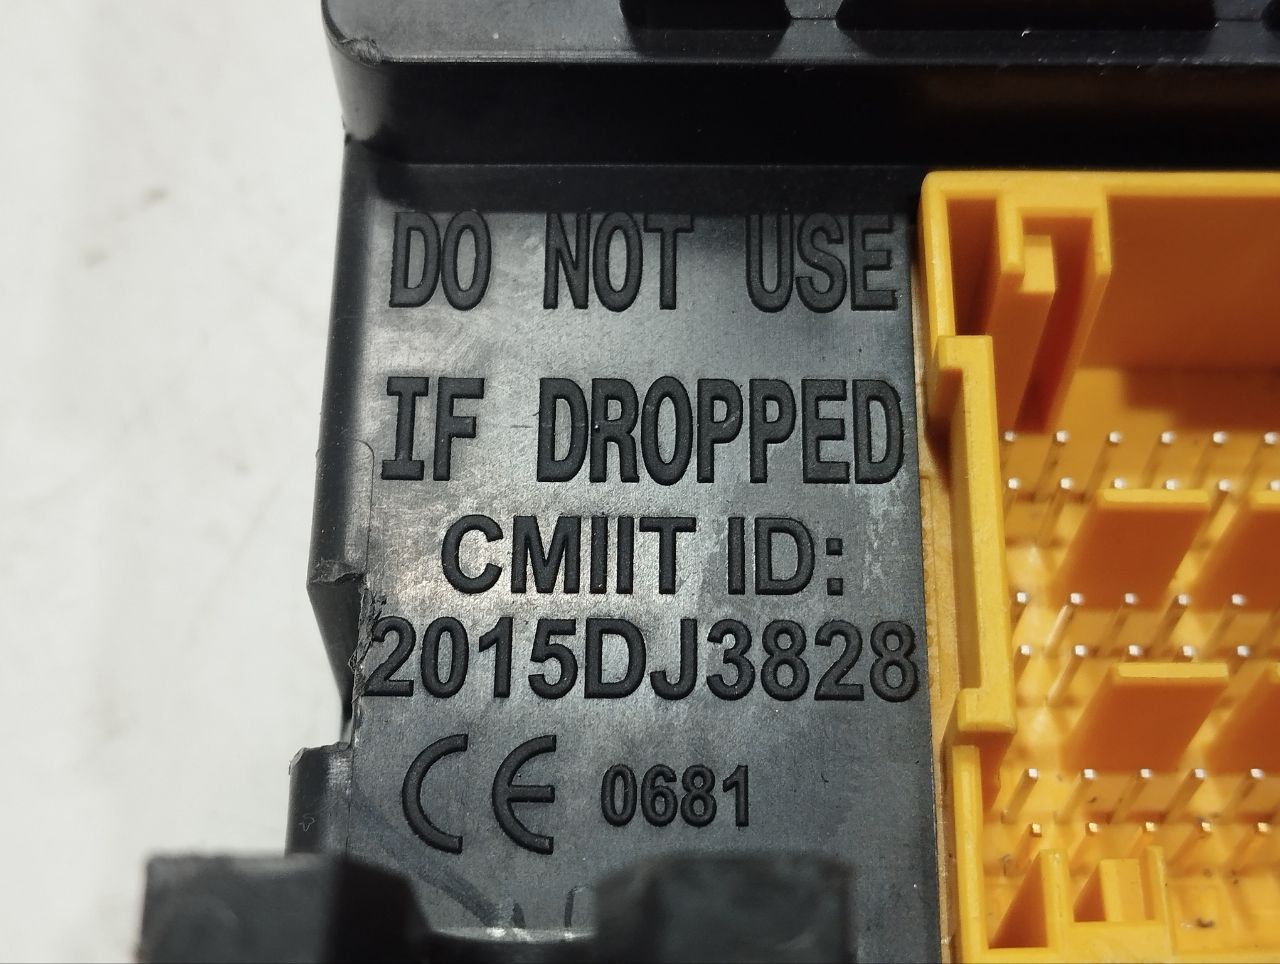 DO NOT USE
IF DROPPED
CMIIT ID:
2015DJ3828
CE 0681